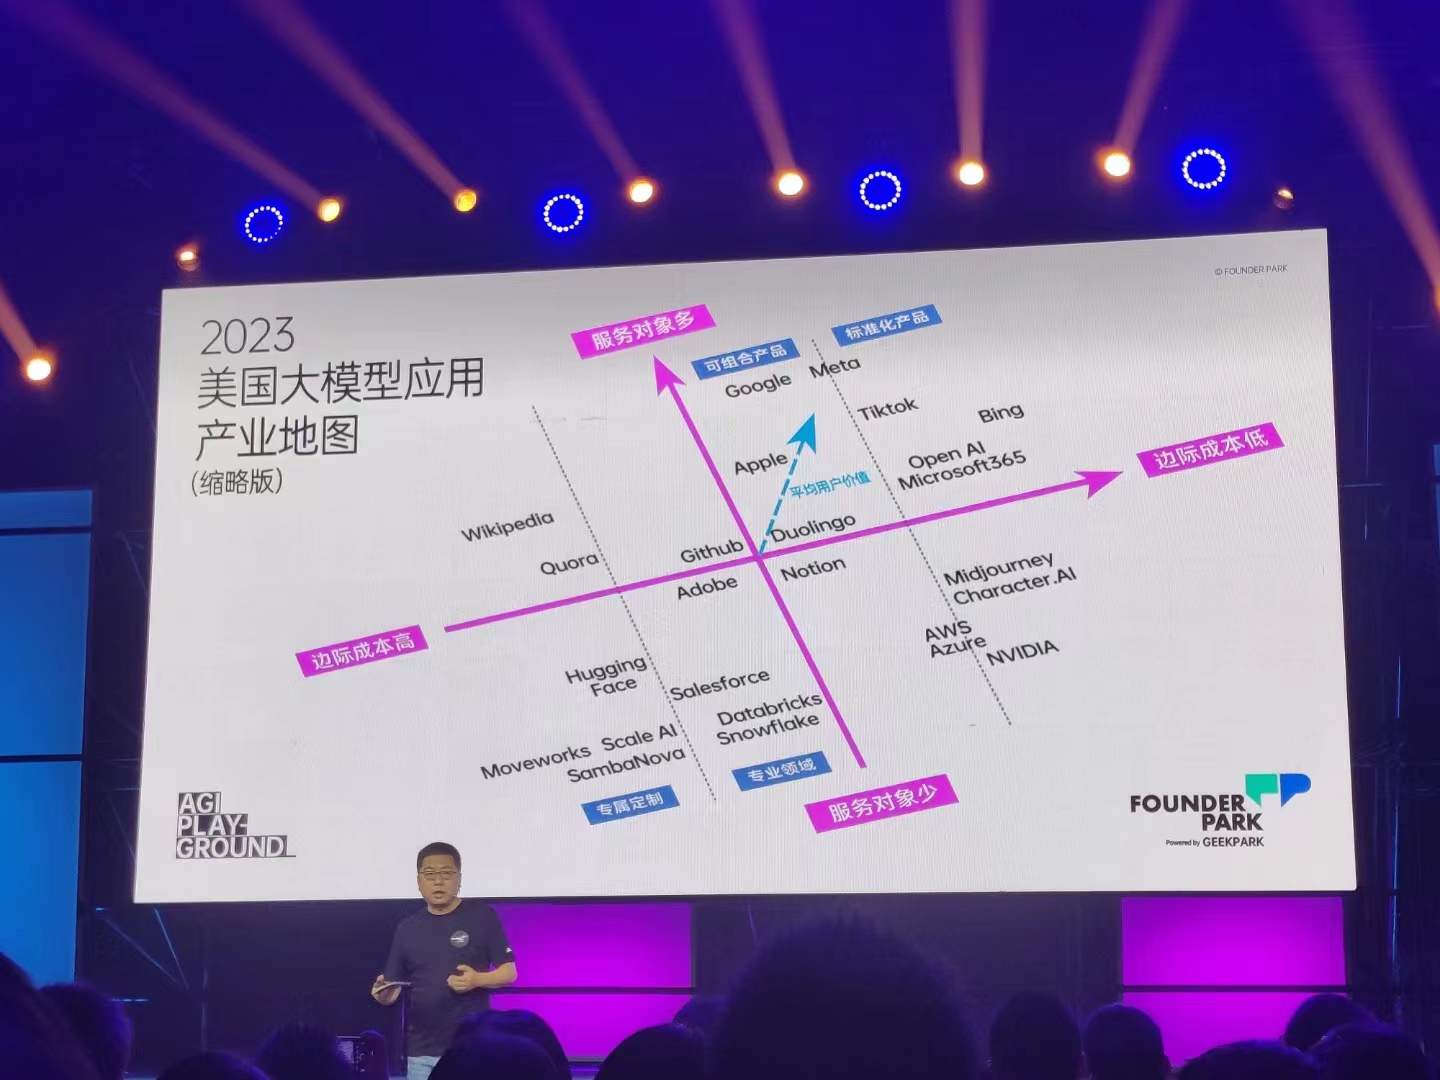 © FOUNDER PARK
2023
美国大模型应用
产业地图
(缩略版)
服务对象多
可组合产品
标准化产品
Google
Meta
Tiktok
Bing
Apple
平均用户价值
Open AI
Microsoft365
边际成本低
Wikipedia
Quora
Github
Duolingo
Adobe
Notion
Midjourney
Character.AI
边际成本高
AWS
Azure
NVIDIA
Hugging
Face
Salesforce
Databricks
Snowflake
Moveworks
Scale AI
SambaNova
专业领域
专属定制
服务对象少
AGI
PLAY-
GROUND_
FOUNDER
PARK
Powered by GEEKPARK